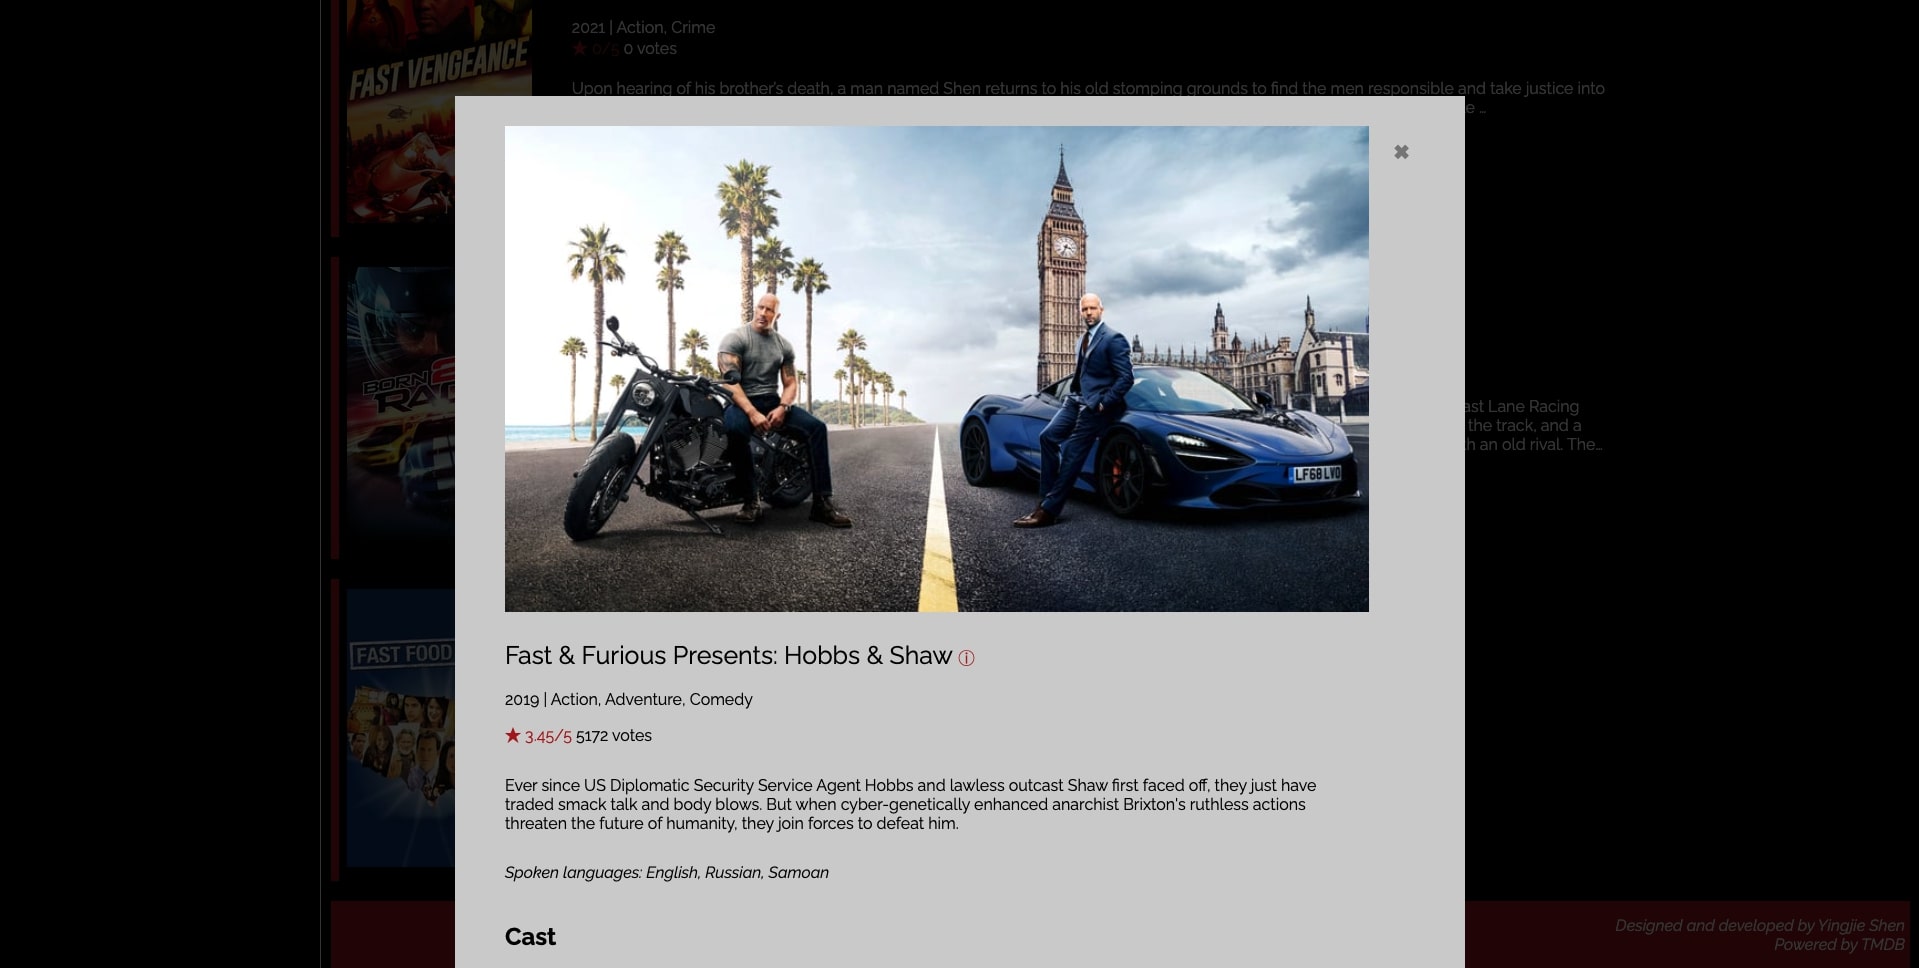 2021 | Action, Crime
★ 0/5 0 votes
Upon hearing of his brother's death, a man named Shen returns to his old stomping grounds to find the men responsible and take justice into
e ...
FAST VENGEANCE
✖
LF68 LVO
BORN 2
ast Lane Racing
the track, and a
h an old rival. The...
FAST FOOD
Fast & Furious Presents: Hobbs & Shaw ⓘ
2019 | Action, Adventure, Comedy
★ 3.45/5 5172 votes
Ever since US Diplomatic Security Service Agent Hobbs and lawless outcast Shaw first faced off, they just have
traded smack talk and body blows. But when cyber-genetically enhanced anarchist Brixton's ruthless actions
threaten the future of humanity, they join forces to defeat him.
Spoken languages: English, Russian, Samoan
Cast
Designed and developed by Yingjie Shen
Powered by TMDB